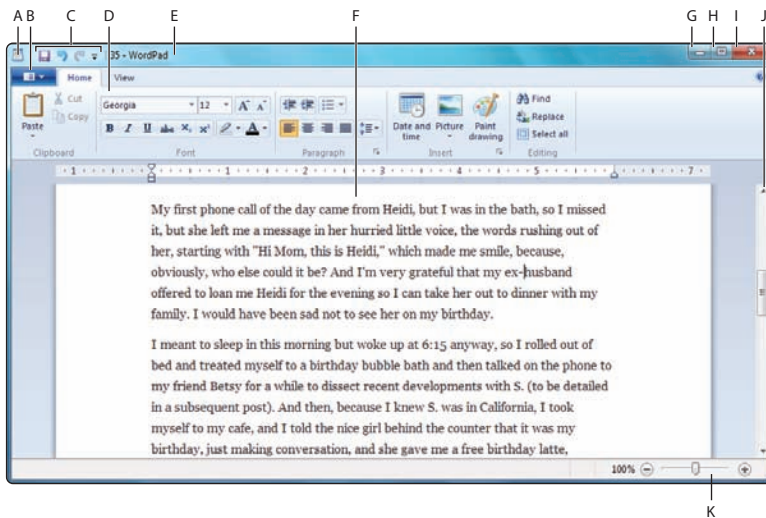 A B C D E F G H I J
35 - WordPad
Home View
Paste
Cut
Copy
Clipboard
Georgia 12 A A
B I U abc X₂ X² A
Font
Paragraph
Date and time
Picture
Paint drawing
Insert
Find
Replace
Select all
Editing
1 1 2 3 4 5 7
My first phone call of the day came from Heidi, but I was in the bath, so I missed
it, but she left me a message in her hurried little voice, the words rushing out of
her, starting with "Hi Mom, this is Heidi," which made me smile, because,
obviously, who else could it be? And I'm very grateful that my ex-husband
offered to loan me Heidi for the evening so I can take her out to dinner with my
family. I would have been sad not to see her on my birthday.
I meant to sleep in this morning but woke up at 6:15 anyway, so I rolled out of
bed and treated myself to a birthday bubble bath and then talked on the phone to
my friend Betsy for a while to dissect recent developments with S. (to be detailed
in a subsequent post). And then, because I knew S. was in California, I took
myself to my cafe, and I told the nice girl behind the counter that it was my
birthday, just making conversation, and she gave me a free birthday latte,
100%
K